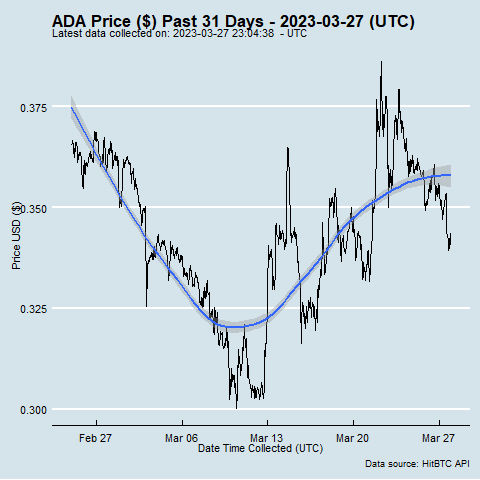 ADA Price ($) Past 31 Days - 2023-03-27 (UTC)
Latest data collected on: 2023-03-27 23:04:38  - UTC
Price USD ($)
0.375
0.350
0.325
0.300
Feb 27
Mar 06
Mar 13
Mar 20
Mar 27
Date Time Collected (UTC)
Data source: HitBTC API